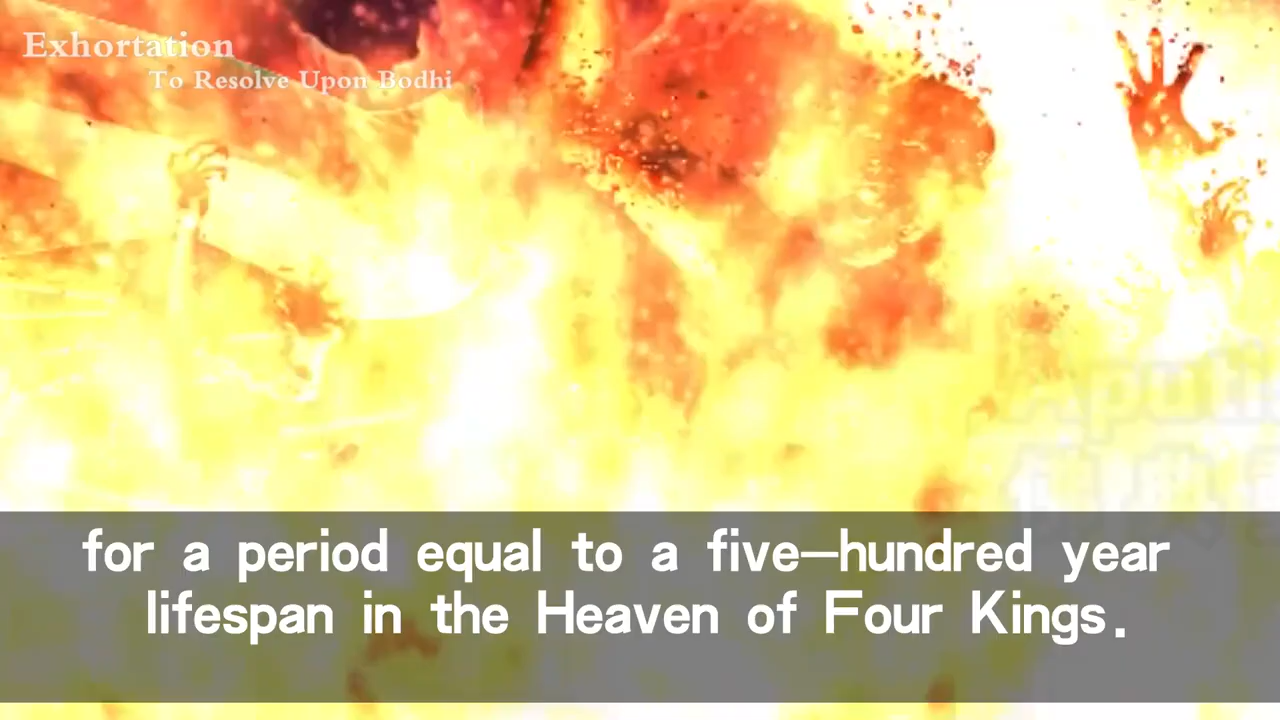 Exhortation
To Resolve Upon Bodhi
for a period equal to a five–hundred year
lifespan in the Heaven of Four Kings.